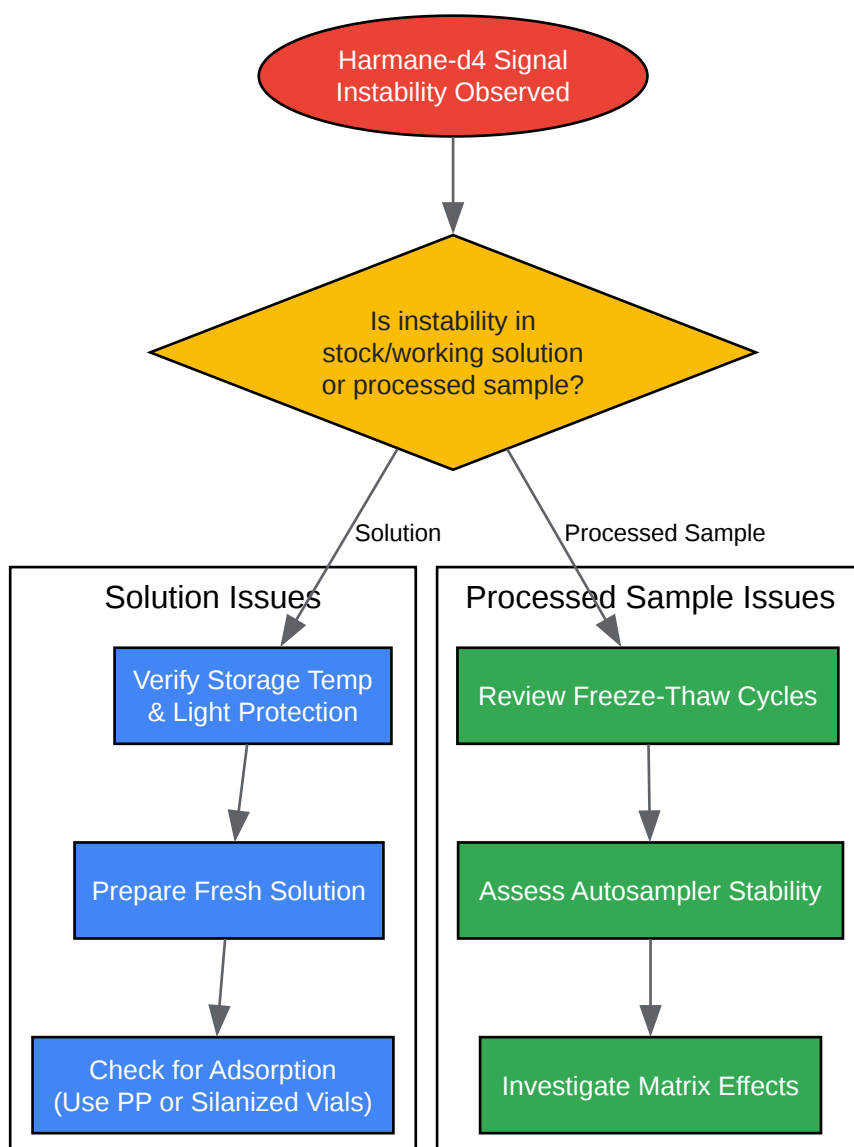 Harmane-d4 Signal
Instability Observed
Is instability in
stock/working solution
or processed sample?
Solution
Processed Sample
Solution Issues
Processed Sample Issues
Verify Storage Temp
& Light Protection
Review Freeze-Thaw Cycles
Prepare Fresh Solution
Assess Autosampler Stability
Check for Adsorption
(Use PP or Silanized Vials)
Investigate Matrix Effects